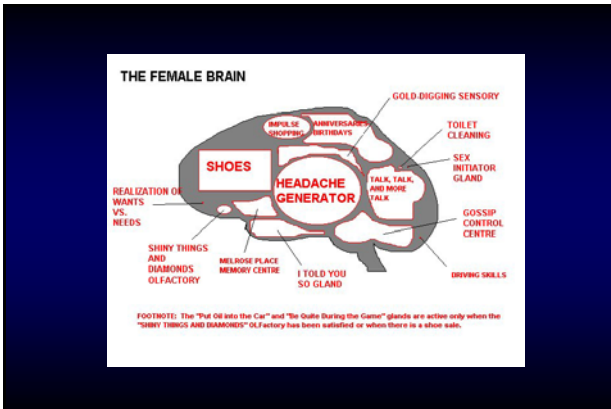 THE FEMALE BRAIN
GOLD-DIGGING SENSORY
IMPULSE
SHOPPING
ANNIVERSARIES
BIRTHDAYS
TOILET
CLEANING
SEX
INITIATOR
GLAND
SHOES
HEADACHE
GENERATOR
TALK, TALK,
AND MORE
TALK
REALIZATION OF
WANTS
VS.
NEEDS
GOSSIP
CONTROL
CENTRE
SHINY THINGS
AND
DIAMONDS
OLFACTORY
MELROSE PLACE
MEMORY CENTRE
I TOLD YOU
SO GLAND
DRIVING SKILLS
FOOTNOTE: The "Put Oil into the Car" and "Be Quite During the Game" glands are active only when the
"SHINY THINGS AND DIAMONDS" OLFactory has been satisfied or when there is a shoe sale.